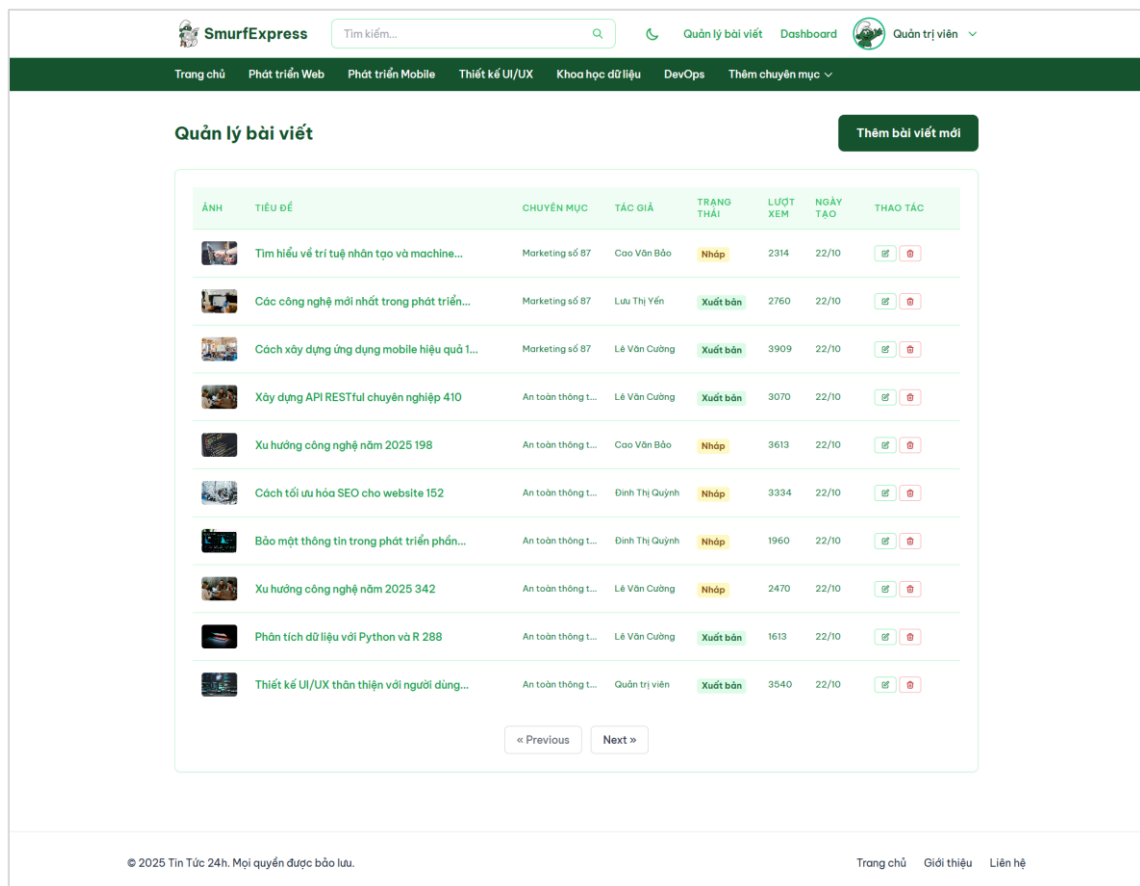 SmurfExpress Tìm kiếm... Quản lý bài viết Dashboard Quản trị viên
Trang chủ Phát triển Web Phát triển Mobile Thiết kế UI/UX Khoa học dữ liệu DevOps Thêm chuyên mục
Quản lý bài viết Thêm bài viết mới
ẢNH TIÊU ĐỀ CHUYÊN MỤC TÁC GIẢ TRẠNG THÁI LƯỢT XEM NGÀY TẠO THAO TÁC
Tìm hiểu về trí tuệ nhân tạo và machine... Marketing số 87 Cao Văn Bảo Nháp 2314 22/10
Các công nghệ mới nhất trong phát triển... Marketing số 87 Lưu Thị Yến Xuất bản 2760 22/10
Cách xây dựng ứng dụng mobile hiệu quả 1... Marketing số 87 Lê Văn Cường Xuất bản 3909 22/10
Xây dựng API RESTful chuyên nghiệp 410 An toàn thông t... Lê Văn Cường Xuất bản 3070 22/10
Xu hướng công nghệ năm 2025 198 An toàn thông t... Cao Văn Bảo Nháp 3613 22/10
Cách tối ưu hóa SEO cho website 152 An toàn thông t... Đinh Thị Quỳnh Nháp 3334 22/10
Bảo mật thông tin trong phát triển phần... An toàn thông t... Đinh Thị Quỳnh Nháp 1960 22/10
Xu hướng công nghệ năm 2025 342 An toàn thông t... Lê Văn Cường Nháp 2470 22/10
Phân tích dữ liệu với Python và R 288 An toàn thông t... Lê Văn Cường Xuất bản 1613 22/10
Thiết kế UI/UX thân thiện với người dùng... An toàn thông t... Quản trị viên Xuất bản 3540 22/10
« Previous Next »
© 2025 Tin Tức 24h. Mọi quyền được bảo lưu. Trang chủ Giới thiệu Liên hệ